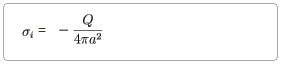 σᵢ = − Q / 4πa²